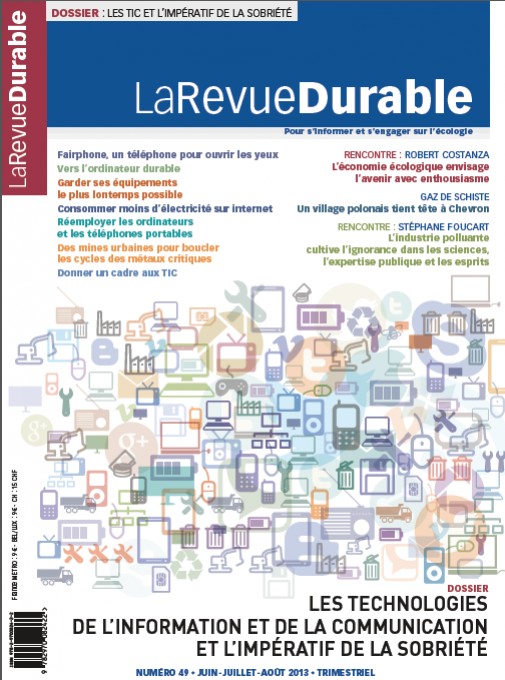 DOSSIER : LES TIC ET L'IMPÉRATIF DE LA SOBRIÉTÉ
LaRevueDurable
LaRevueDurable
Pour s'informer et s'engager sur l'écologie
Fairphone, un téléphone pour ouvrir les yeux
Vers l'ordinateur durable
Garder ses équipements
le plus lontemps possible
Consommer moins d'électricité sur internet
Réemployer les ordinateurs
et les téléphones portables
Des mines urbaines pour boucler
les cycles des métaux critiques
Donner un cadre aux TIC
RENCONTRE : ROBERT COSTANZA
L'économie écologique envisage
l'avenir avec enthousiasme
GAZ DE SCHISTE
Un village polonais tient tête à Chevron
RENCONTRE : STÉPHANE FOUCART
L'industrie polluante
cultive l'ignorance dans les sciences,
l'expertise publique et les esprits
DOSSIER
LES TECHNOLOGIES
DE L'INFORMATION ET DE LA COMMUNICATION
ET L'IMPÉRATIF DE LA SOBRIÉTÉ
NUMÉRO 49 • JUIN-JUILLET-AOÛT 2013 • TRIMESTRIEL